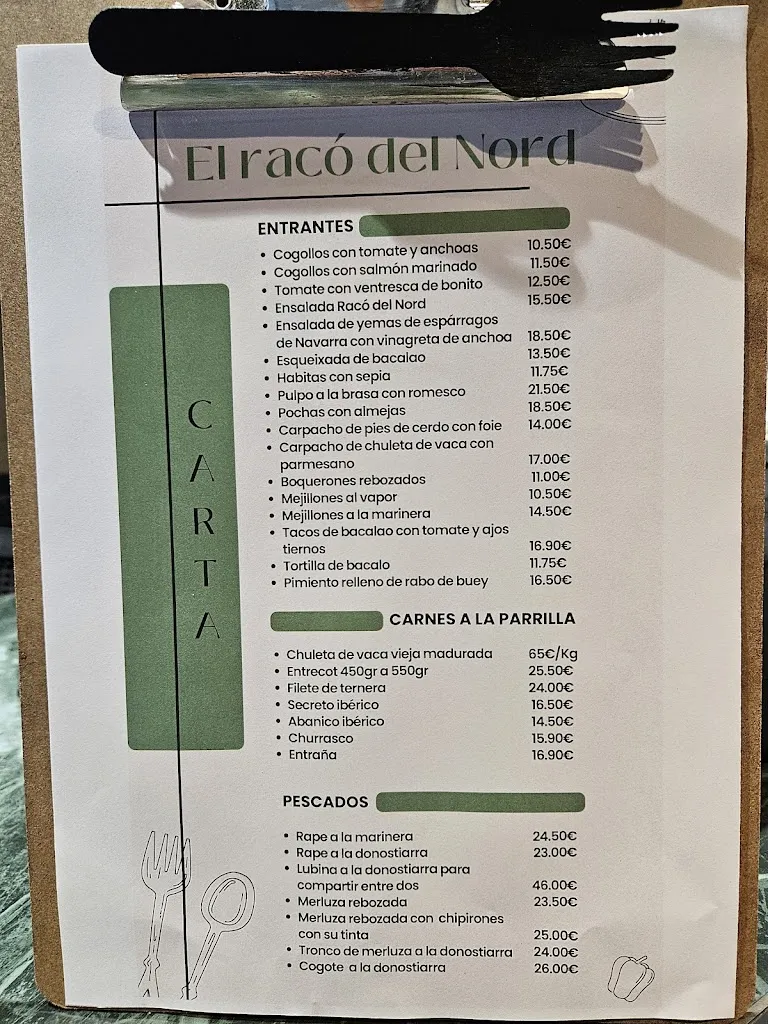 El racó del Nord
CARTA
ENTRANTES
• Cogollos con tomate y anchoas 10.50€
• Cogollos con salmón marinado 11.50€
• Tomate con ventresca de bonito 12.50€
• Ensalada Racó del Nord 15.50€
• Ensalada de yemas de espárragos
de Navarra con vinagreta de anchoa 18.50€
• Esqueixada de bacalao 13.50€
• Habitas con sepia 11.75€
• Pulpo a la brasa con romesco 21.50€
• Pochas con almejas 18.50€
• Carpacho de pies de cerdo con foie 14.00€
• Carpacho de chuleta de vaca con
parmesano 17.00€
• Boquerones rebozados 11.00€
• Mejillones al vapor 10.50€
• Mejillones a la marinera 14.50€
• Tacos de bacalao con tomate y ajos
tiernos 16.90€
• Tortilla de bacalo 11.75€
• Pimiento relleno de rabo de buey 16.50€
CARNES A LA PARRILLA
• Chuleta de vaca vieja madurada 65€/Kg
• Entrecot 450gr a 550gr 25.50€
• Filete de ternera 24.00€
• Secreto ibérico 16.50€
• Abanico ibérico 14.50€
• Churrasco 15.90€
• Entraña 16.90€
PESCADOS
• Rape a la marinera 24.50€
• Rape a la donostiarra 23.00€
• Lubina a la donostiarra para
compartir entre dos 46.00€
• Merluza rebozada 23.50€
• Merluza rebozada con chipirones
con su tinta 25.00€
• Tronco de merluza a la donostiarra 24.00€
• Cogote a la donostiarra 26.00€